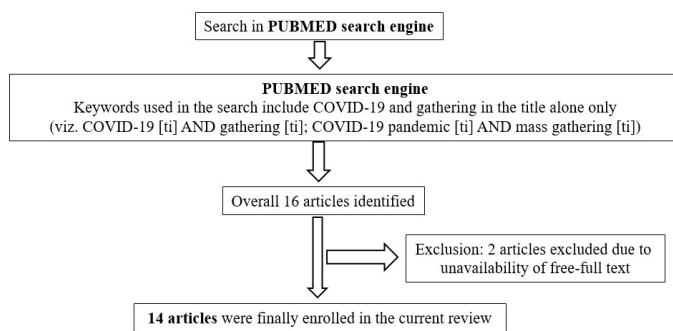 Search in PUBMED search engine
PUBMED search engine
Keywords used in the search include COVID-19 and gathering in the title alone only
(viz. COVID-19 [ti] AND gathering [ti]; COVID-19 pandemic [ti] AND mass gathering [ti])
Overall 16 articles identified
Exclusion: 2 articles excluded due to
unavailability of free-full text
14 articles were finally enrolled in the current review